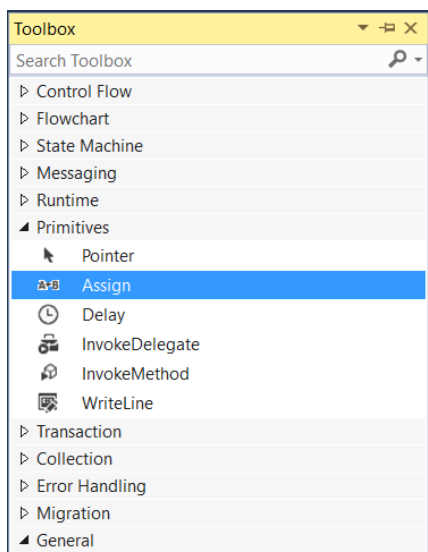 Toolbox
Search Toolbox
Control Flow
Flowchart
State Machine
Messaging
Runtime
Primitives
Pointer
A+B Assign
Delay
InvokeDelegate
InvokeMethod
WriteLine
Transaction
Collection
Error Handling
Migration
General